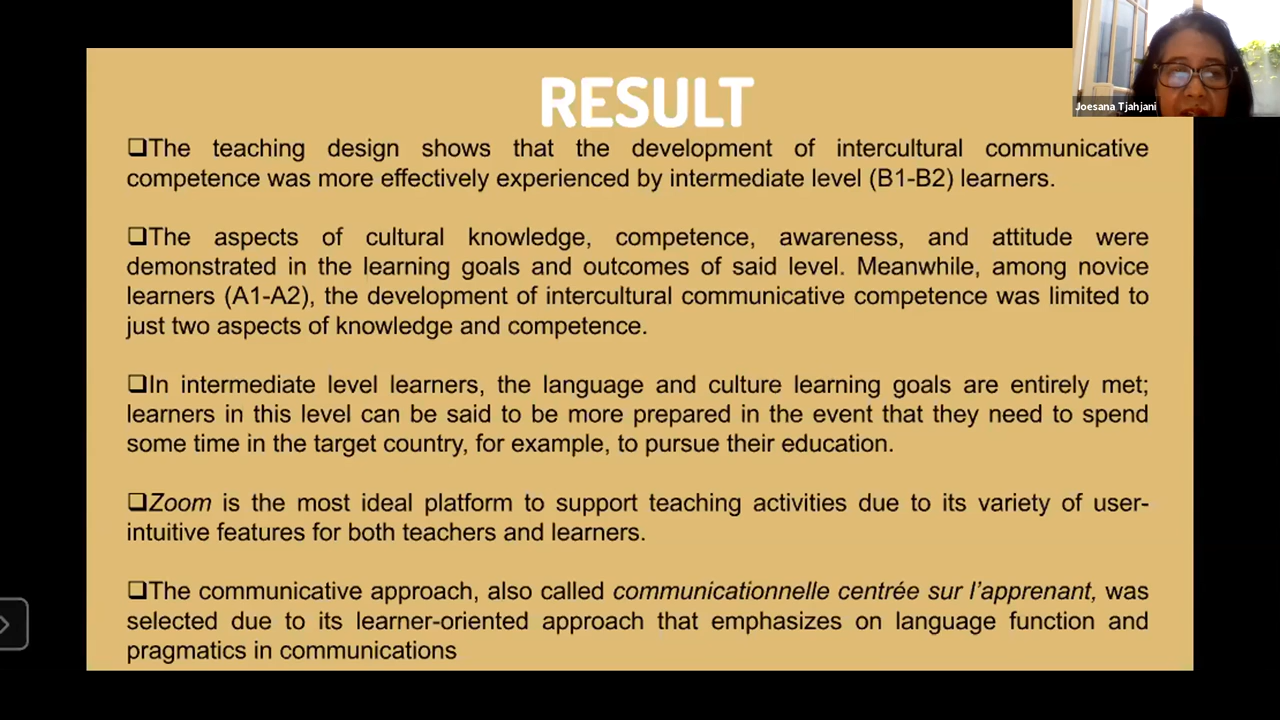 RESULT
Joesana Tjahjani
❑The teaching design shows that the development of intercultural communicative
competence was more effectively experienced by intermediate level (B1-B2) learners.
❑The aspects of cultural knowledge, competence, awareness, and attitude were
demonstrated in the learning goals and outcomes of said level. Meanwhile, among novice
learners (A1-A2), the development of intercultural communicative competence was limited to
just two aspects of knowledge and competence.
❑In intermediate level learners, the language and culture learning goals are entirely met;
learners in this level can be said to be more prepared in the event that they need to spend
some time in the target country, for example, to pursue their education.
❑Zoom is the most ideal platform to support teaching activities due to its variety of user-
intuitive features for both teachers and learners.
❑The communicative approach, also called communicationnelle centrée sur l’apprenant, was
selected due to its learner-oriented approach that emphasizes on language function and
pragmatics in communications